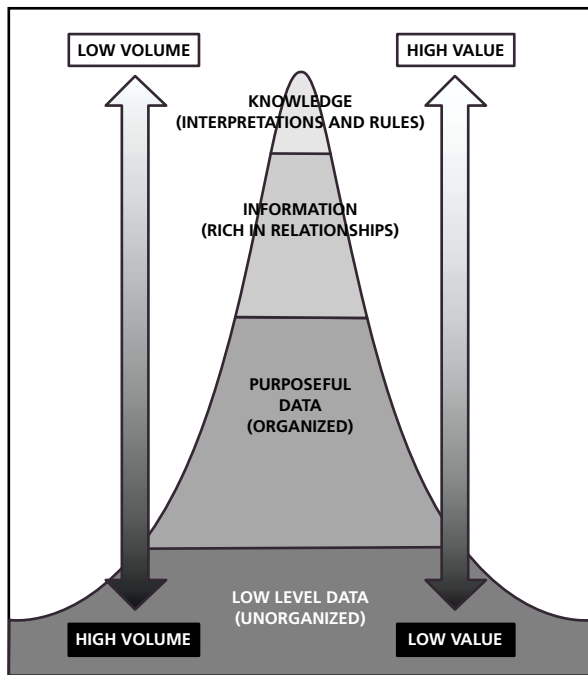 LOW VOLUME
HIGH VALUE
KNOWLEDGE
(INTERPRETATIONS AND RULES)
INFORMATION
(RICH IN RELATIONSHIPS)
PURPOSEFUL
DATA
(ORGANIZED)
LOW LEVEL DATA
(UNORGANIZED)
HIGH VOLUME
LOW VALUE